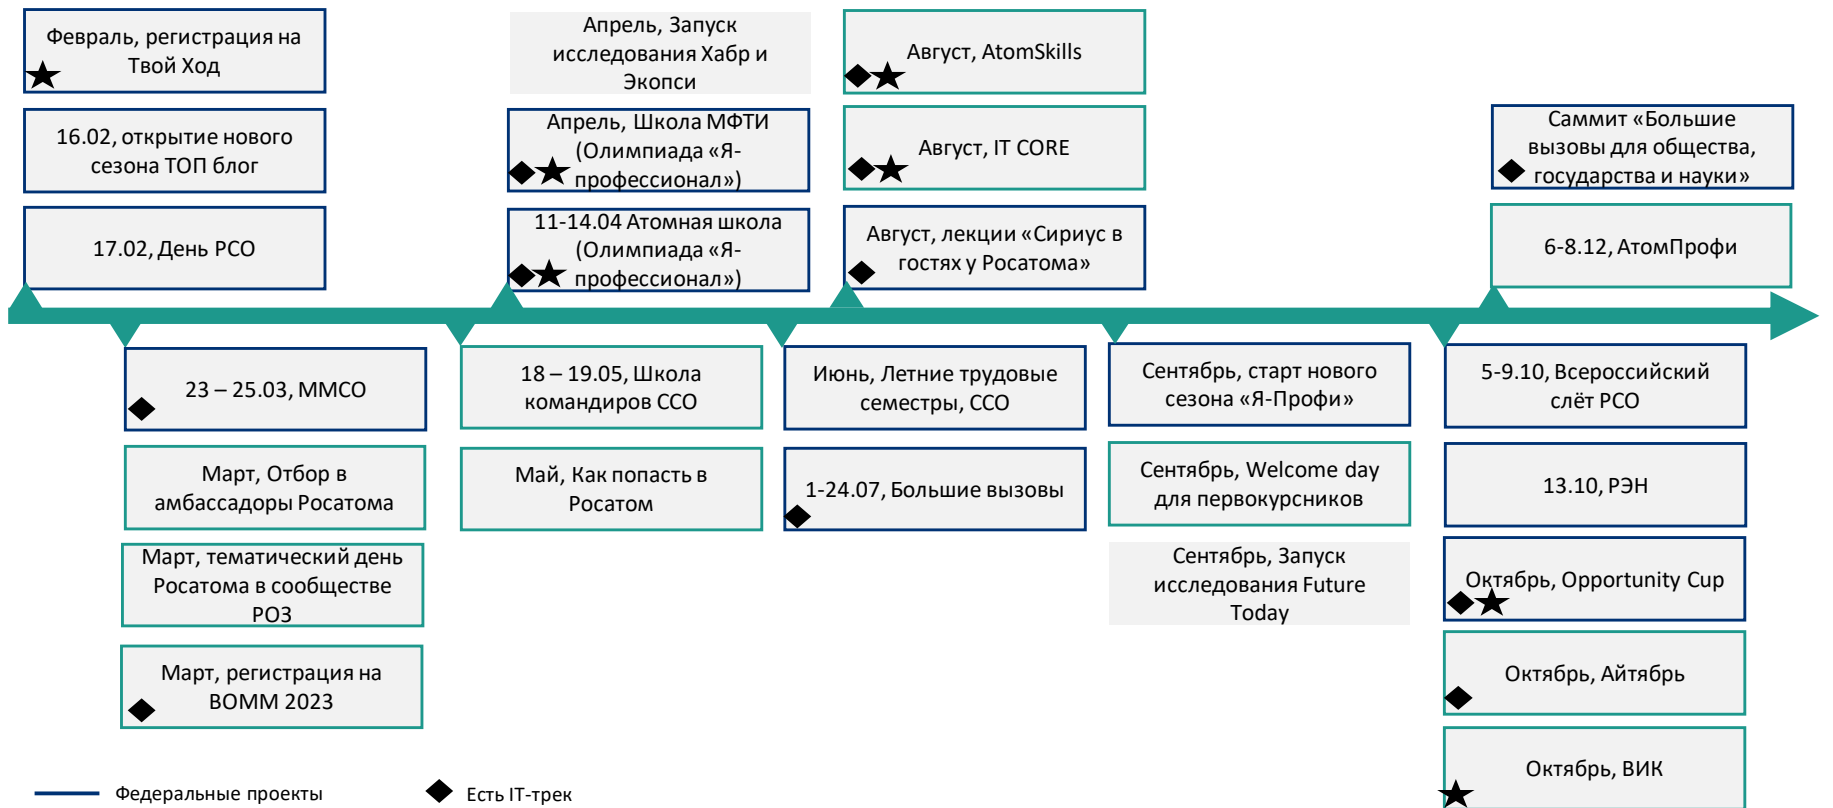 Февраль, регистрация на
Твой Ход
16.02, открытие нового
сезона ТОП блог
17.02, День РСО
Апрель, Запуск
исследования Хабр и
Экопси
Апрель, Школа МФТИ
(Олимпиада «Я-
профессионал»)
11-14.04 Атомная школа
(Олимпиада «Я-
профессионал»)
Август, AtomSkills
Август, IT CORE
Август, лекции «Сириус в
гостях у Росатома»
Саммит «Большие
вызовы для общества,
государства и науки»
6-8.12, АтомПрофи
23 – 25.03, ММСО
Март, Отбор в
амбассадоры Росатома
Март, тематический день
Росатома в сообществе
РОЗ
Март, регистрация на
ВОММ 2023
18 – 19.05, Школа
командиров ССО
Май, Как попасть в
Росатом
Июнь, Летние трудовые
семестры, ССО
1-24.07, Большие вызовы
Сентябрь, старт нового
сезона «Я-Профи»
Сентябрь, Welcome day
для первокурсников
Сентябрь, Запуск
исследования Future
Today
5-9.10, Всероссийский
слёт РСО
13.10, РЭН
Октябрь, Opportunity Cup
Октябрь, Айтябрь
Октябрь, ВИК
Федеральные проекты
Есть IT-трек